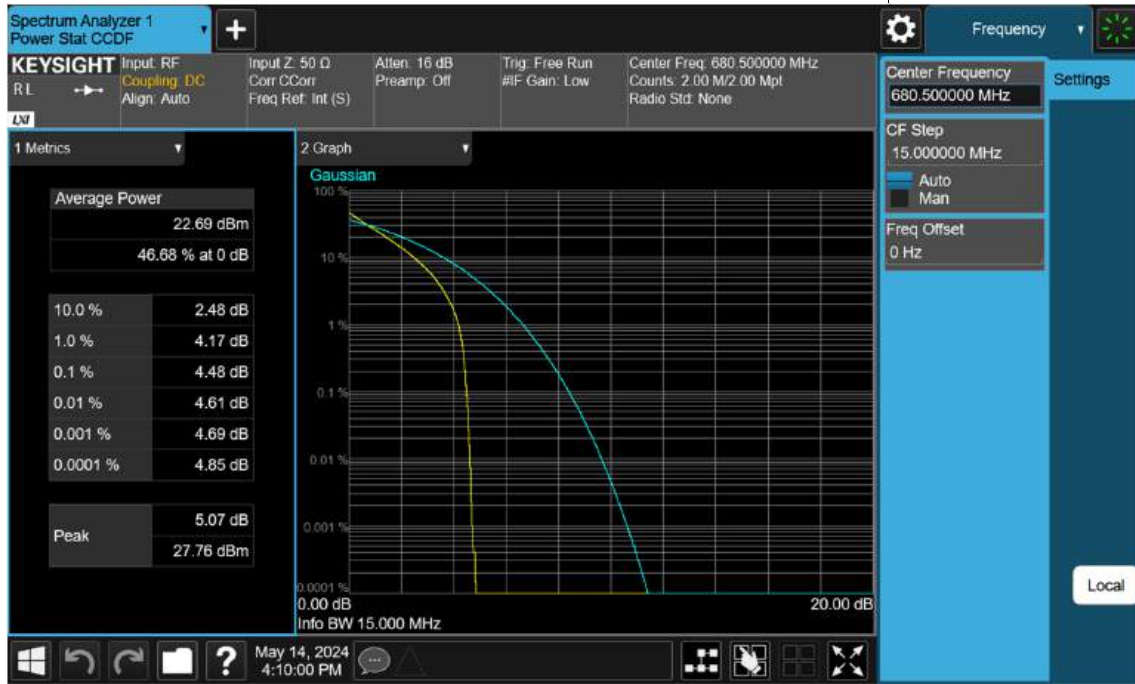 Spectrum Analyzer 1
Power Stat CCDF
+
Frequency
KEYSIGHT
RL
LXI
Input: RF
Coupling: DC
Align: Auto
Input Z: 50 Ω
Corr CCorr
Freq Ref: Int (S)
Atten: 16 dB
Preamp: Off
Trig: Free Run
#IF Gain: Low
Center Freq: 680.500000 MHz
Counts: 2.00 M/2.00 Mpt
Radio Std: None
Center Frequency
680.500000 MHz
Settings
CF Step
15.000000 MHz
Auto
Man
Freq Offset
0 Hz
Local
1 Metrics
Average Power
22.69 dBm
46.68 % at 0 dB
10.0 % 2.48 dB
1.0 % 4.17 dB
0.1 % 4.48 dB
0.01 % 4.61 dB
0.001 % 4.69 dB
0.0001 % 4.85 dB
Peak
5.07 dB
27.76 dBm
2 Graph
Gaussian
100 %
10 %
1 %
0.1 %
0.01 %
0.001 %
0.0001 %
0.00 dB 20.00 dB
Info BW 15.000 MHz
?
May 14, 2024
4:10:00 PM